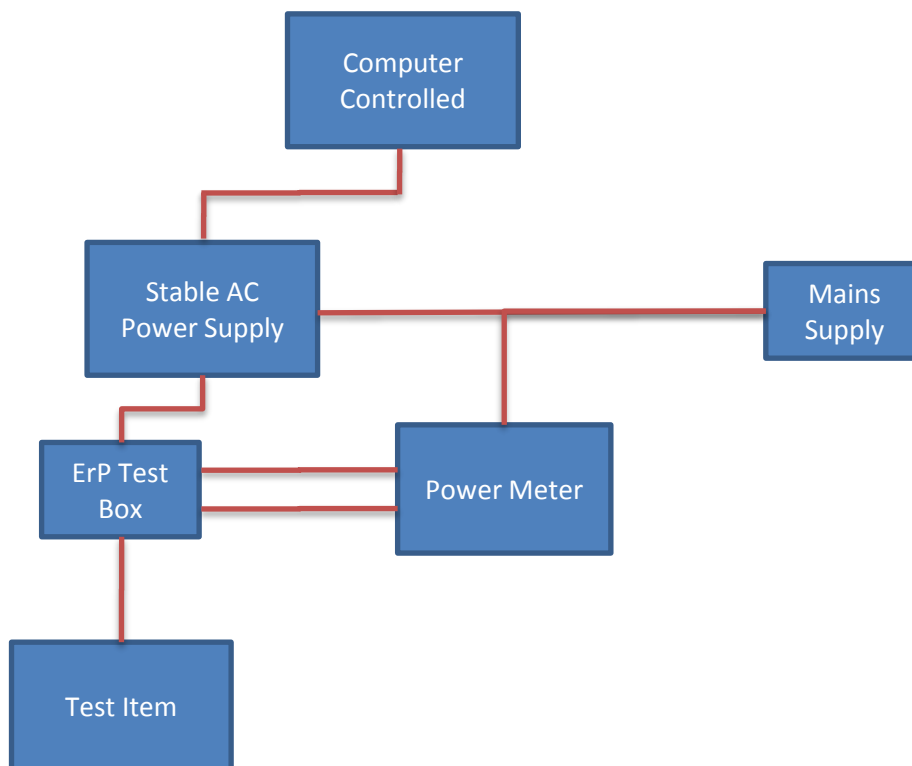 Computer
Controlled
Stable AC
Power Supply
Mains
Supply
ErP Test
Box
Power Meter
Test Item